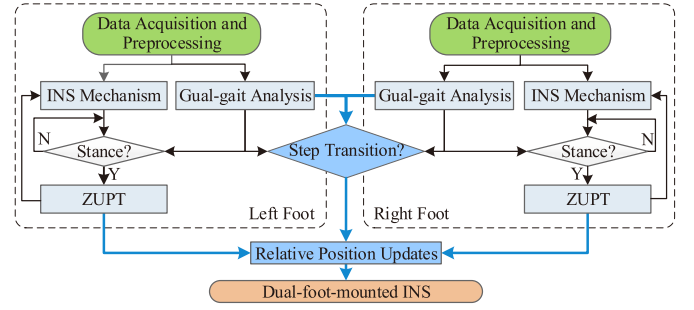 Data Acquisition and
Preprocessing
Data Acquisition and
Preprocessing
INS Mechanism
Gual-gait Analysis
Gual-gait Analysis
INS Mechanism
N
Stance?
Y
Step Transition?
Stance?
N
Y
ZUPT
Left Foot
Right Foot
ZUPT
Relative Position Updates
Dual-foot-mounted INS